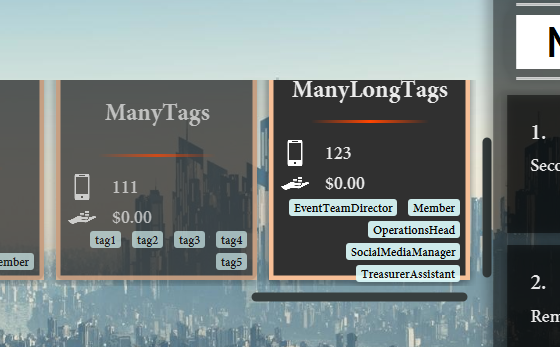 ManyTags
111
$0.00
tag1 tag2 tag3 tag4
tag5
ember
ManyLongTags
123
$0.00
EventTeamDirector Member
OperationsHead
SocialMediaManager
TreasurerAssistant
N
1.
Seco
2.
Rem